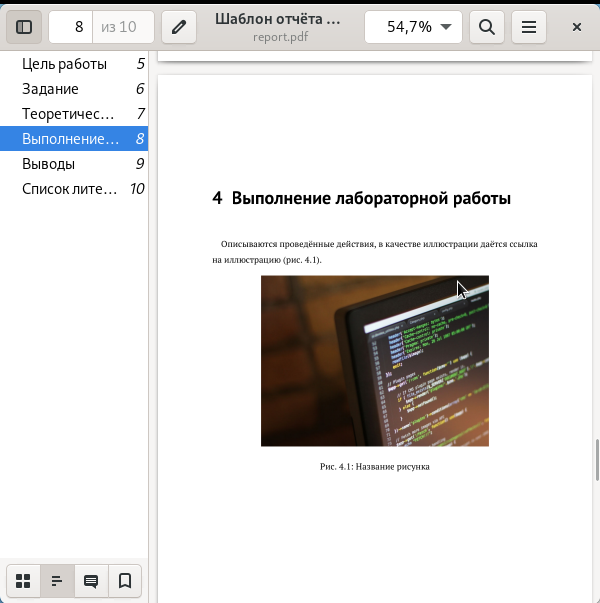 8 из 10
Шаблон отчёта ...
report.pdf
54,7%
Цель работы 5
Задание 6
Теоретичес... 7
Выполнение... 8
Выводы 9
Список лите... 10
4 Выполнение лабораторной работы
Описываются проведённые действия, в качестве иллюстрации даётся ссылка
на иллюстрацию (рис. 4.1).
Рис. 4.1: Название рисунка